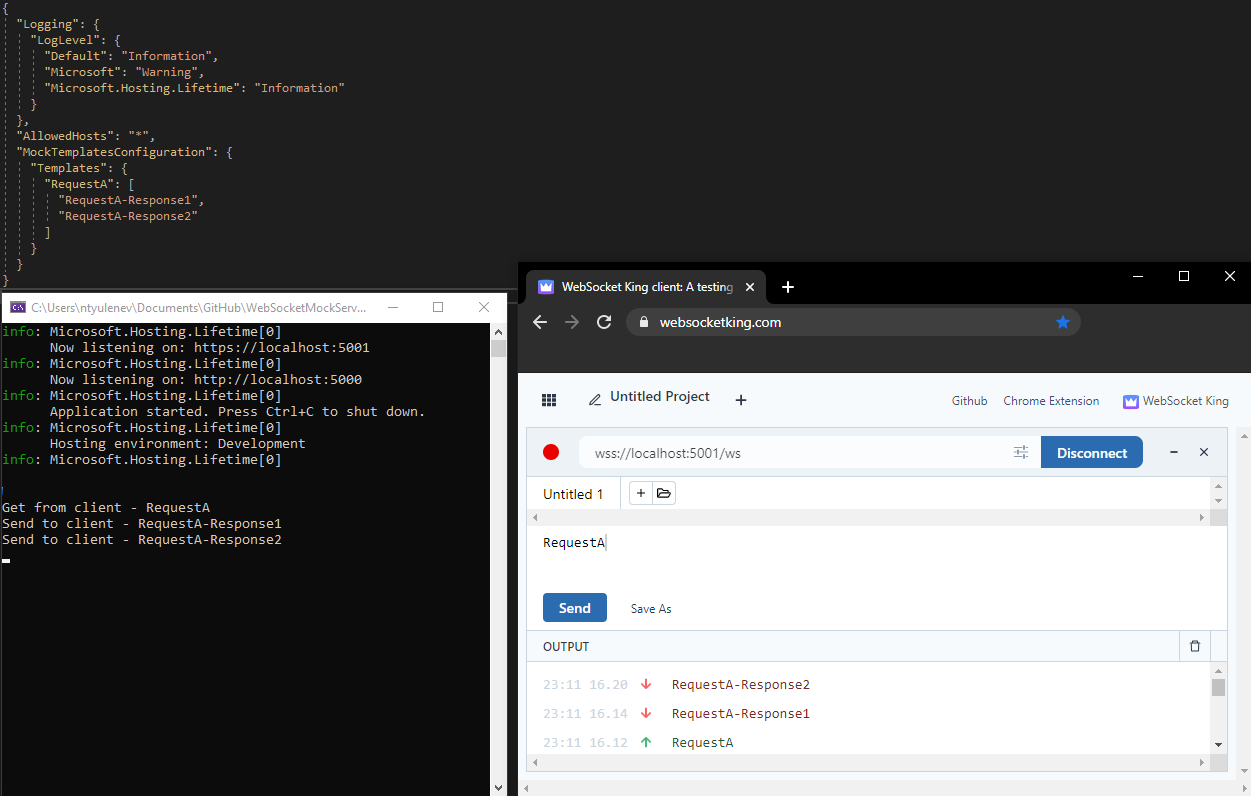 {
"Logging": {
"LogLevel": {
"Default": "Information",
"Microsoft": "Warning",
"Microsoft.Hosting.Lifetime": "Information"
}
},
"AllowedHosts": "*",
"MockTemplatesConfiguration": {
"Templates": {
"RequestA": [
"RequestA-Response1",
"RequestA-Response2"
]
}
}
}
C:\Users\ntyulenev\Documents\GitHub\WebSocketMockServ...
info: Microsoft.Hosting.Lifetime[0]
Now listening on: https://localhost:5001
info: Microsoft.Hosting.Lifetime[0]
Now listening on: http://localhost:5000
info: Microsoft.Hosting.Lifetime[0]
Application started. Press Ctrl+C to shut down.
info: Microsoft.Hosting.Lifetime[0]
Hosting environment: Development
info: Microsoft.Hosting.Lifetime[0]
Get from client - RequestA
Send to client - RequestA-Response1
Send to client - RequestA-Response2
WebSocket King client: A testing
websocketking.com
Untitled Project
Github Chrome Extension WebSocket King
wss://localhost:5001/ws
Disconnect
Untitled 1
RequestA
Send Save As
OUTPUT
23:11 16.20 RequestA-Response2
23:11 16.14 RequestA-Response1
23:11 16.12 RequestA